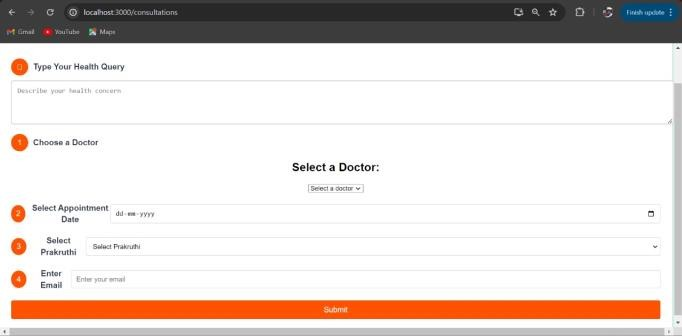 localhost:3000/consultations
Finish update
Gmail YouTube Maps
Type Your Health Query
Describe your health concern
1 Choose a Doctor
Select a Doctor:
Select a doctor
2 Select Appointment
Date
dd-mm-yyyy
3 Select
Prakruthi
Select Prakruthi
4 Enter
Email
Enter your email
Submit